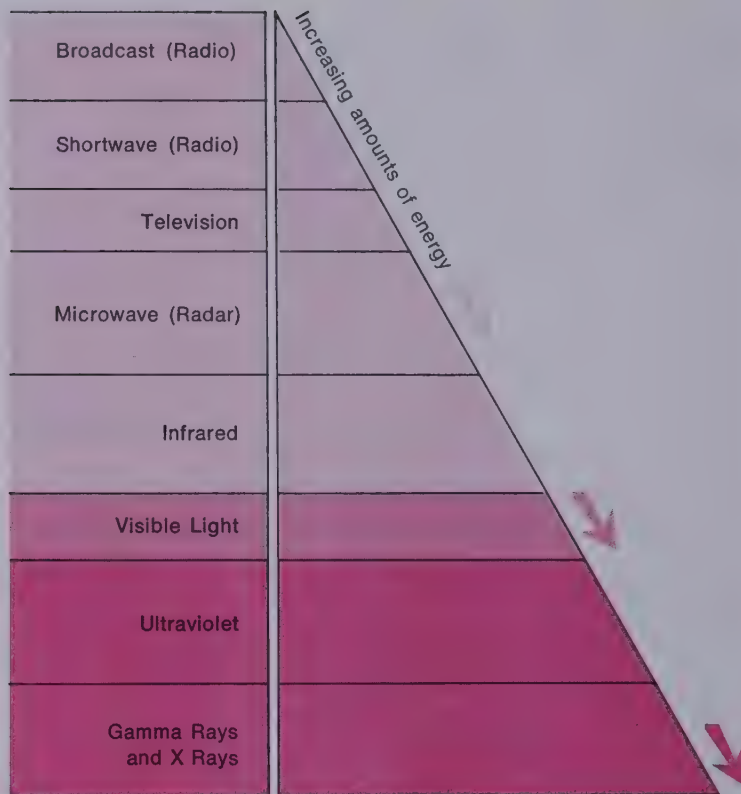 Broadcast (Radio)
Increasing amounts of energy
Shortwave (Radio)
Television
Microwave (Radar)
Infrared
Visible Light
Ultraviolet
Gamma Rays
and X Rays